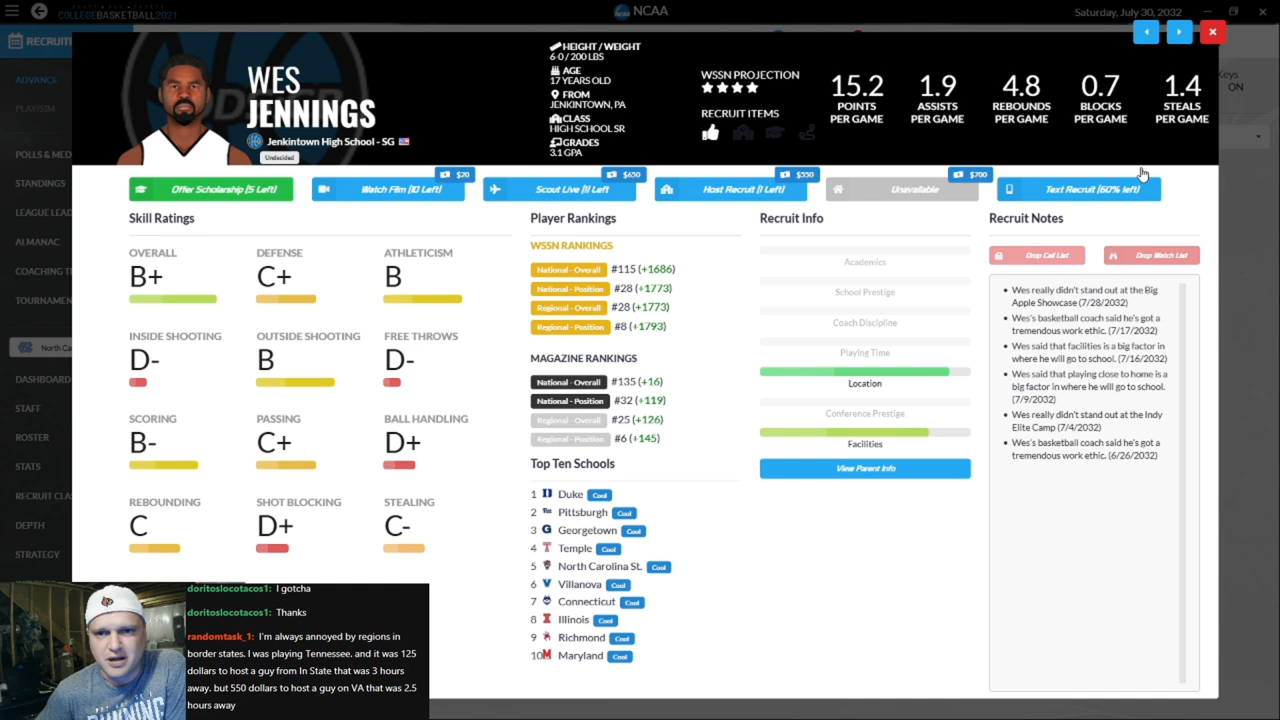 COLLEGEBASKETBALL2021
NCAA
Saturday, July 30, 2032
RECRUITI
ADVANCE
PLAY/SIM
POLLS & MED
STANDINGS
LEAGUE LEAD
ALMANAC
COACHING T
TOURNAMEN
North Ca
DASHBOARD
STAFF
ROSTER
STATS
RECRUIT CLA
DEPTH
STRATEGY
Keys
ON
WES
JENNINGS
Jenkintown High School - SG
Undecided
HEIGHT / WEIGHT
6-0 / 200 LBS
AGE
17 YEARS OLD
FROM
JENKINTOWN, PA
CLASS
HIGH SCHOOL SR
GRADES
3.1 GPA
WSSN PROJECTION
RECRUIT ITEMS
15.2
POINTS
PER GAME
1.9
ASSISTS
PER GAME
4.8
REBOUNDS
PER GAME
0.7
BLOCKS
PER GAME
1.4
STEALS
PER GAME
Offer Scholarship (5 Left)
$20
Watch Film (10 Left)
$650
Scout Live (1 Left
$550
Host Recruit (1 Left)
$700
Unavailable
Text Recruit (60% left)
Skill Ratings
OVERALL
B+
DEFENSE
C+
ATHLETICISM
B
INSIDE SHOOTING
D-
OUTSIDE SHOOTING
B
FREE THROWS
D-
SCORING
B-
PASSING
C+
BALL HANDLING
D+
REBOUNDING
C
SHOT BLOCKING
D+
STEALING
C-
Player Rankings
WSSN RANKINGS
National - Overall #115 (+1686)
National - Position #28 (+1773)
Regional - Overall #28 (+1773)
Regional - Position #8 (+1793)
MAGAZINE RANKINGS
National - Overall #135 (+16)
National - Position #32 (+119)
Regional - Overall #25 (+126)
Regional - Position #6 (+145)
Top Ten Schools
1 Duke Cool
2 Pittsburgh Cool
3 Georgetown Cool
4 Temple Cool
5 North Carolina St. Cool
6 Villanova Cool
7 Connecticut Cool
8 Illinois Cool
9 Richmond Cool
10 Maryland Cool
Recruit Info
Academics
School Prestige
Coach Discipline
Playing Time
Location
Conference Prestige
Facilities
View Parent Info
Recruit Notes
Drop Call List
Drop Watch List
Wes really didn't stand out at the Big
Apple Showcase (7/28/2032)
Wes's basketball coach said he's got a
tremendous work ethic. (7/17/2032)
Wes said that facilities is a big factor in
where he will go to school. (7/16/2032)
Wes said that playing close to home is a
big factor in where he will go to school.
(7/9/2032)
Wes really didn't stand out at the Indy
Elite Camp (7/4/2032)
Wes's basketball coach said he's got a
tremendous work ethic. (6/26/2032)
doritoslocotacos1: I gotcha
doritoslocotacos1: Thanks
randomtask_1: I'm always annoyed by regions in
border states. I was playing Tennessee. and it was 125
dollars to host a guy from In State that was 3 hours
away. but 550 dollars to host a guy on VA that was 2.5
hours away